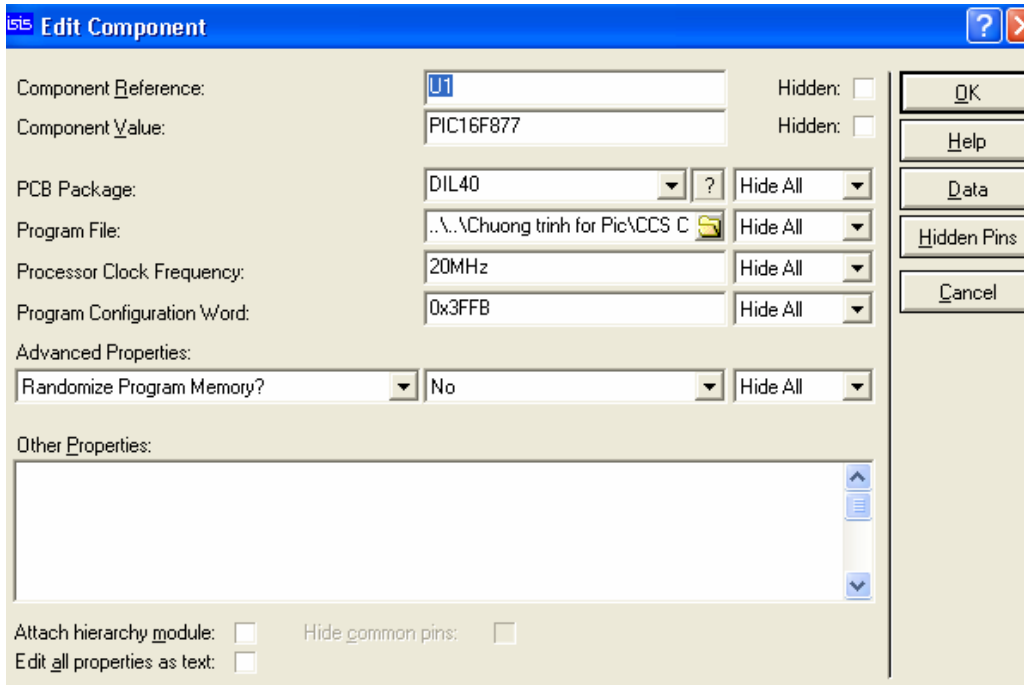 isis Edit Component ?
Component Reference: U1 Hidden: OK
Component Value: PIC16F877 Hidden: Help
PCB Package: DIL40 ? Hide All Data
Program File: ..\..\Chuong trinh for Pic\CCS C Hide All Hidden Pins
Processor Clock Frequency: 20MHz Hide All
Program Configuration Word: 0x3FFB Hide All Cancel
Advanced Properties:
Randomize Program Memory? No Hide All
Other Properties:
Attach hierarchy module: Hide common pins:
Edit all properties as text: